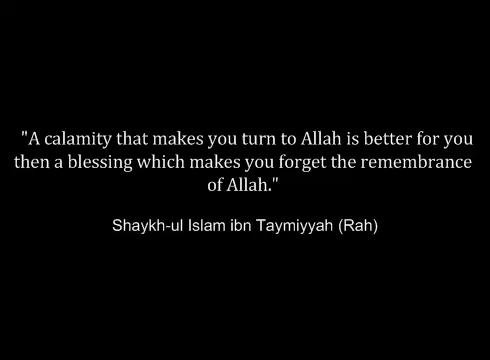 "A calamity that makes you turn to Allah is better for you
then a blessing which makes you forget the remembrance
of Allah."
Shaykh-ul Islam ibn Taymiyyah (Rah)